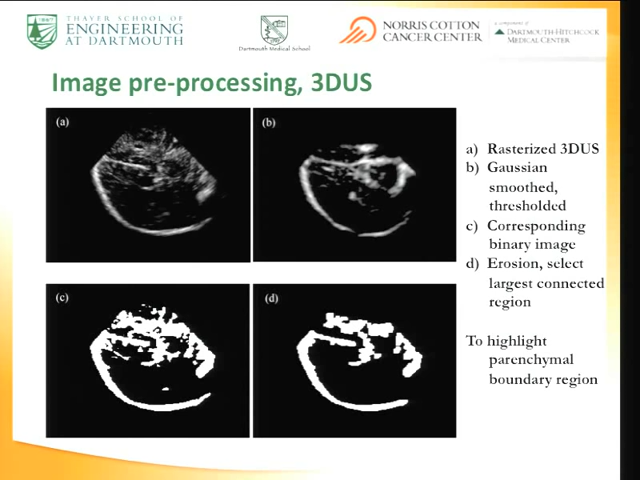 THAYER SCHOOL OF
ENGINEERING
AT DARTMOUTH
Dartmouth Medical School
NORRIS COTTON
CANCER CENTER
a component of
DARTMOUTH-HITCHCOCK
MEDICAL CENTER
Image pre-processing, 3DUS
(a)
(b)
(c)
(d)
a) Rasterized 3DUS
b) Gaussian
smoothed,
thresholded
c) Corresponding
binary image
d) Erosion, select
largest connected
region
To highlight
parenchymal
boundary region